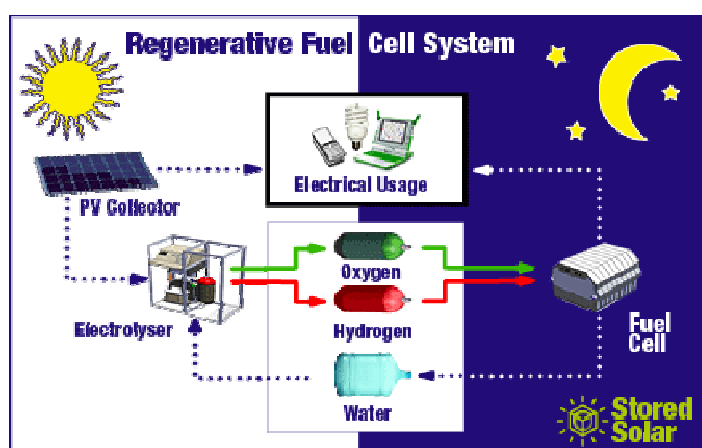 Regenerative Fuel Cell System
Electrical Usage
PV Collector
Oxygen
Electrolyser
Hydrogen
Fuel
Cell
Water
Stored
Solar